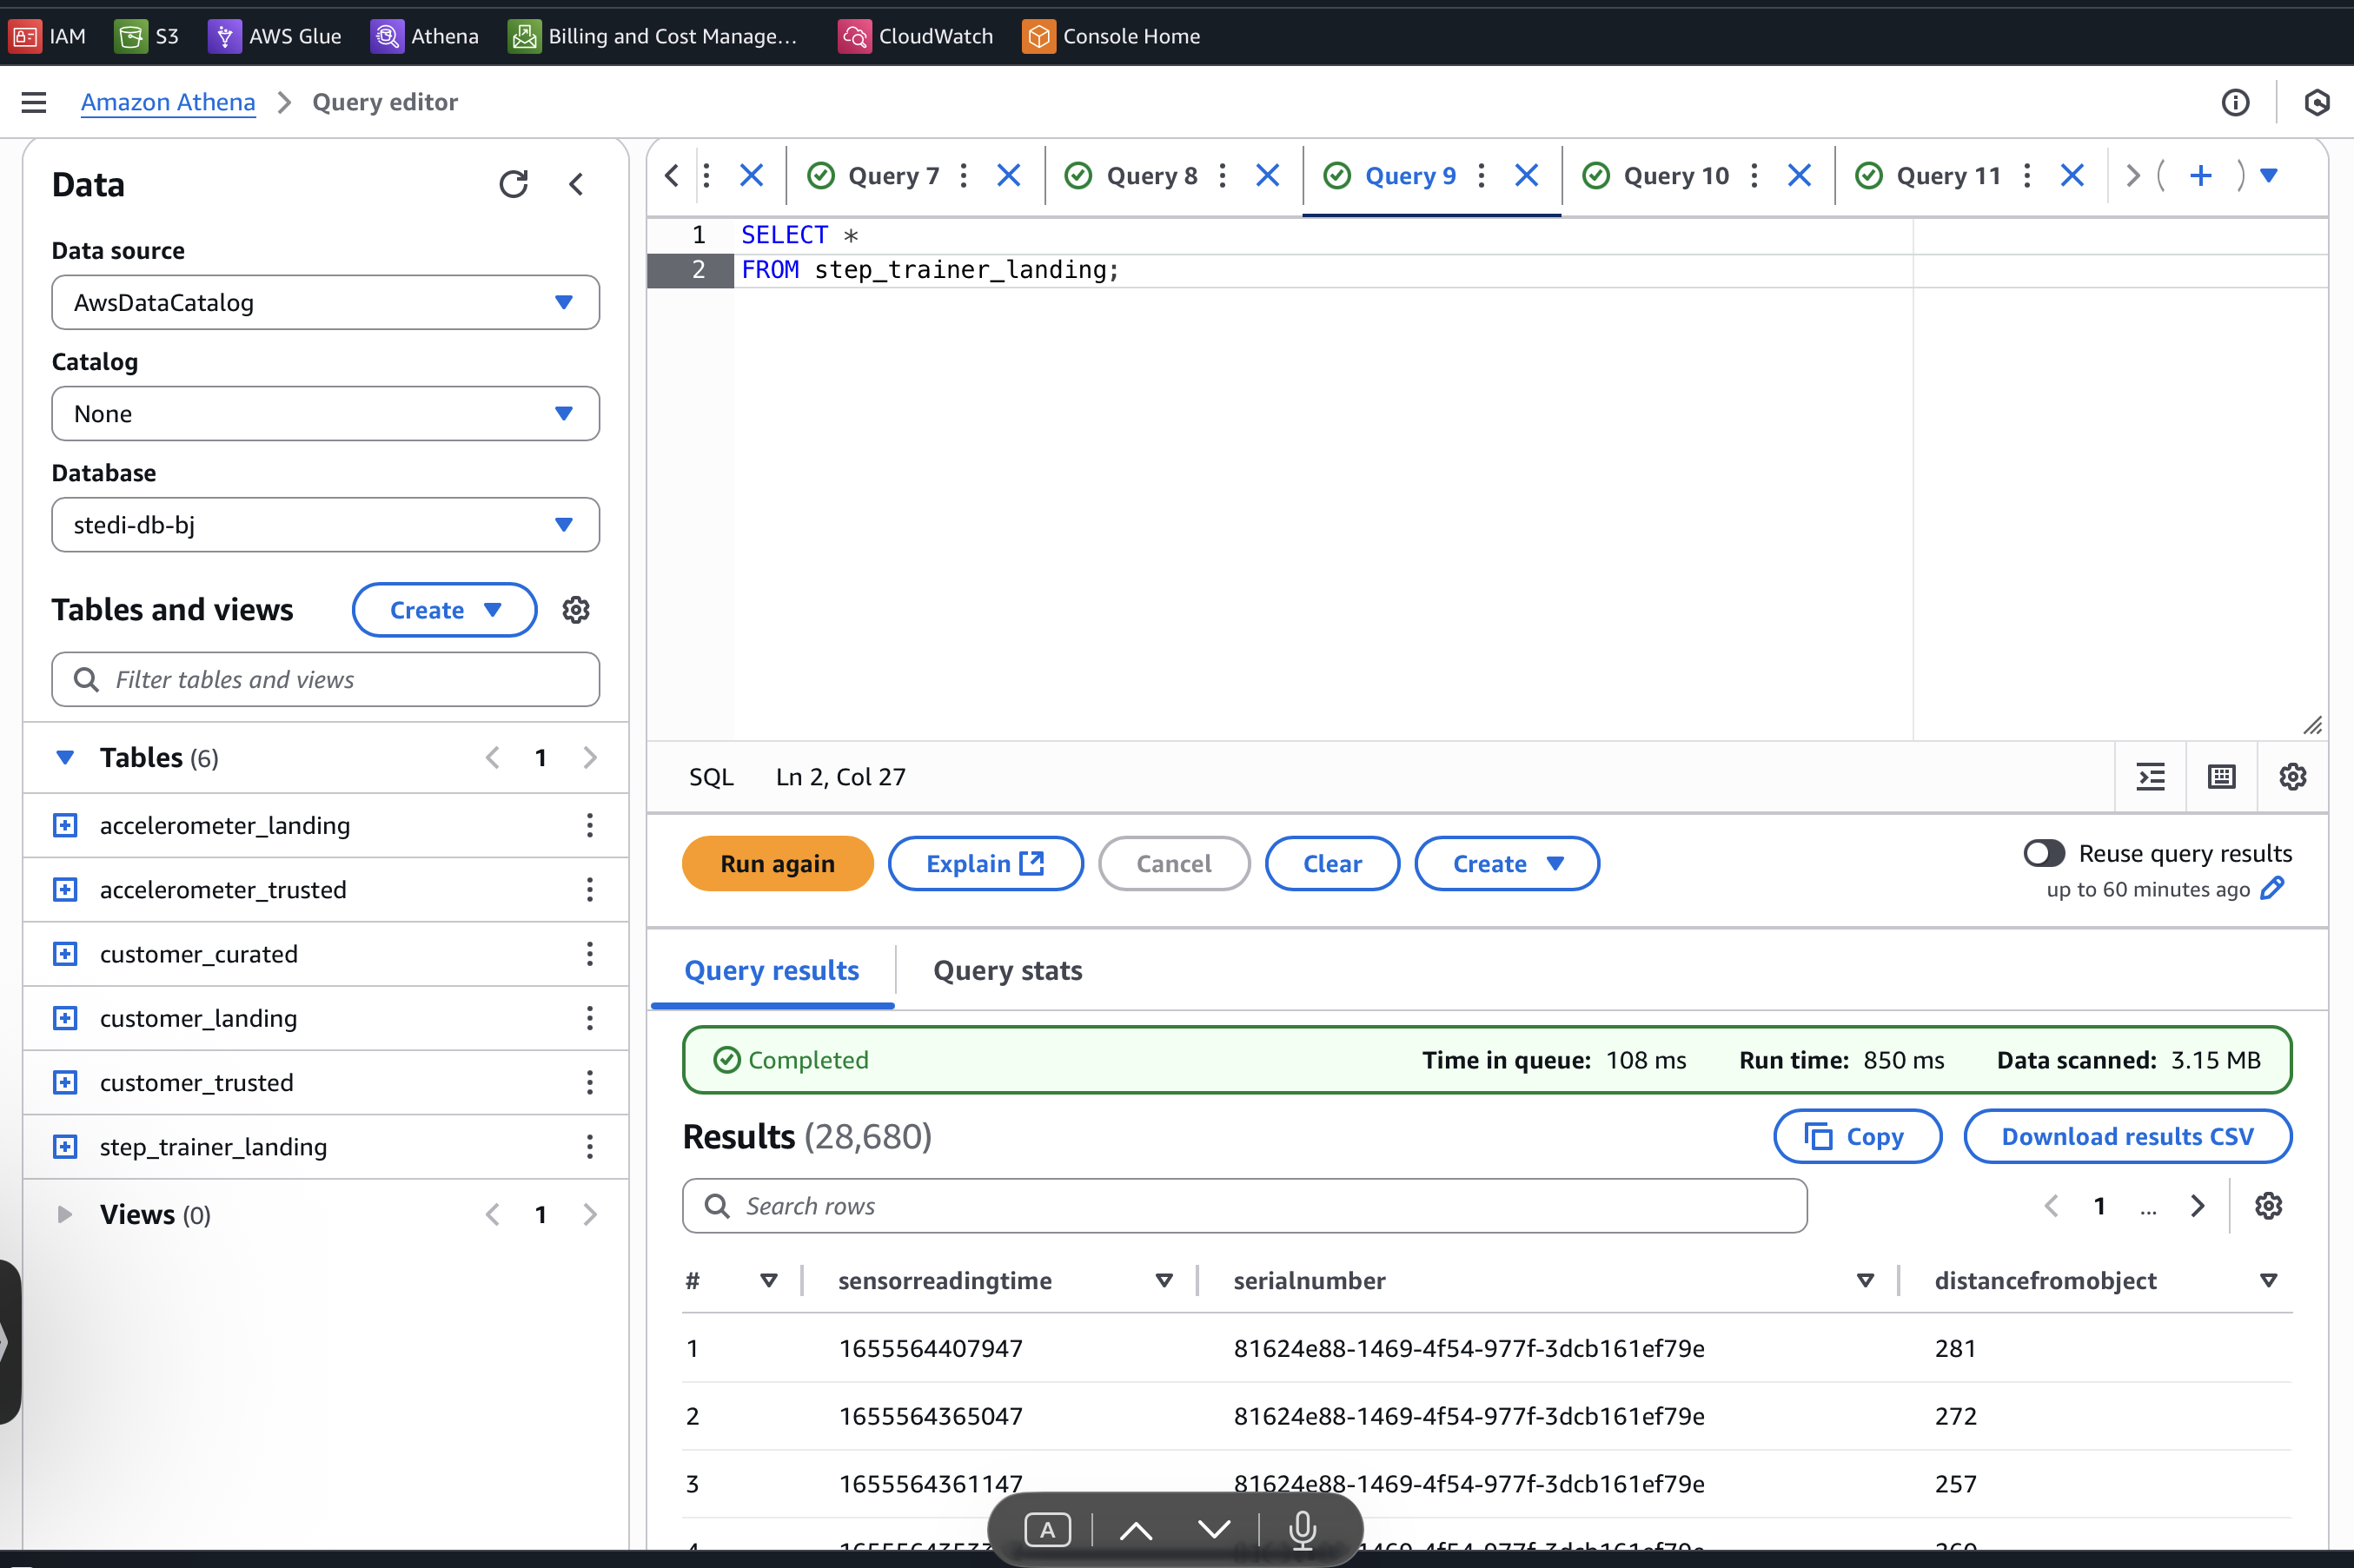 IAM S3 AWS Glue Athena Billing and Cost Manage... CloudWatch Console Home
Amazon Athena Query editor
Data
Data source
AwsDataCatalog
Catalog
None
Database
stedi-db-bj
Tables and views Create
Filter tables and views
Tables (6) 1
accelerometer_landing
accelerometer_trusted
customer_curated
customer_landing
customer_trusted
step_trainer_landing
Views (0) 1
Query 7 Query 8 Query 9 Query 10 Query 11
1 SELECT *
2 FROM step_trainer_landing;
SQL Ln 2, Col 27
Run again Explain Cancel Clear Create
Reuse query results
up to 60 minutes ago
Query results Query stats
Completed Time in queue: 108 ms Run time: 850 ms Data scanned: 3.15 MB
Results (28,680) Copy Download results CSV
Search rows 1 ...
# sensorreadingtime serialnumber distancefromobject
1 1655564407947 81624e88-1469-4f54-977f-3dcb161ef79e 281
2 1655564365047 81624e88-1469-4f54-977f-3dcb161ef79e 272
3 1655564361147 81624e88-1469-4f54-977f-3dcb161ef79e 257
A